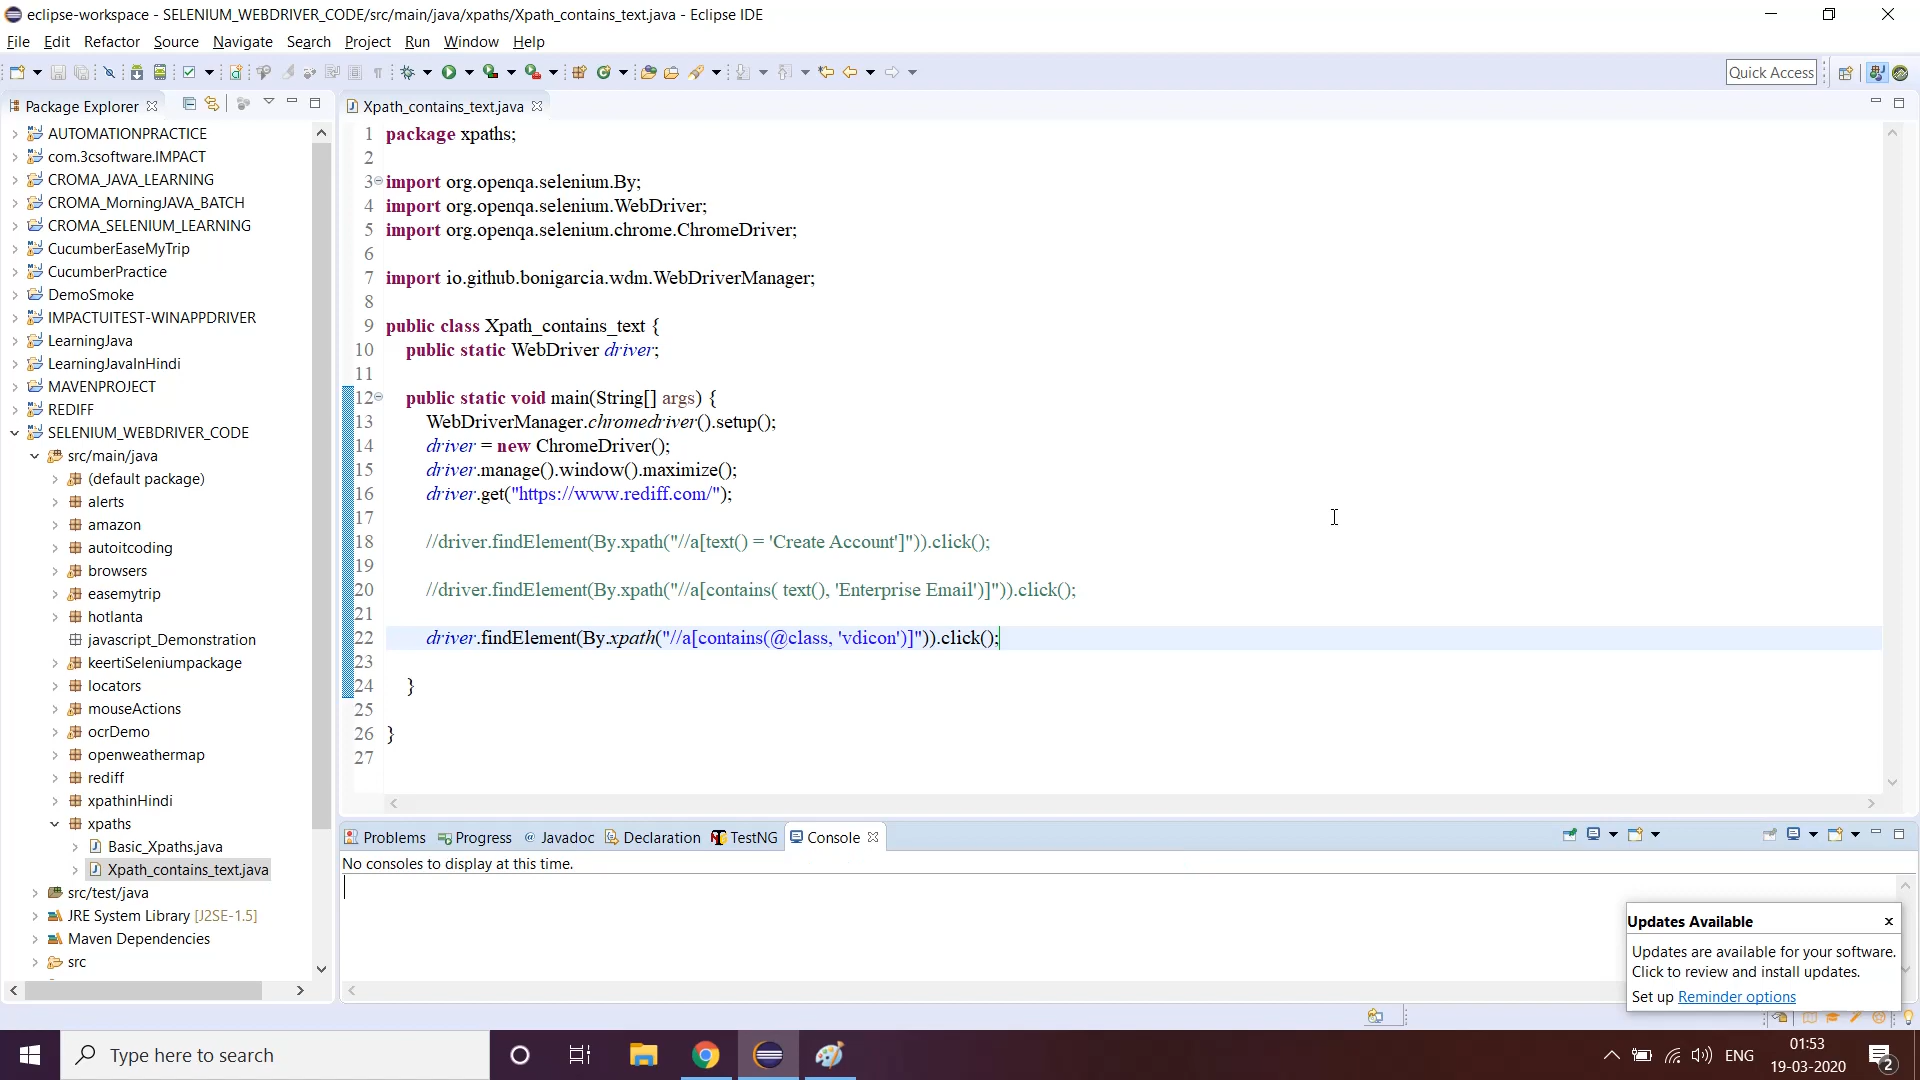 eclipse-workspace - SELENIUM_WEBDRIVER_CODE/src/main/java/xpaths/Xpath_contains_text.java - Eclipse IDE
File Edit Refactor Source Navigate Search Project Run Window Help
Quick Access
Package Explorer
AUTOMATIONPRACTICE
com.3csoftware.IMPACT
CROMA_JAVA_LEARNING
CROMA_MorningJAVA_BATCH
CROMA_SELENIUM_LEARNING
CucumberEaseMyTrip
CucumberPractice
DemoSmoke
IMPACTUITEST-WINAPPDRIVER
LearningJava
LearningJavaInHindi
MAVENPROJECT
REDIFF
SELENIUM_WEBDRIVER_CODE
src/main/java
(default package)
alerts
amazon
autoitcoding
browsers
easemytrip
hotlanta
javascript_Demonstration
keertiSeleniumpackage
locators
mouseActions
ocrDemo
openweathermap
rediff
xpathinHindi
xpaths
Basic_Xpaths.java
Xpath_contains_text.java
src/test/java
JRE System Library [J2SE-1.5]
Maven Dependencies
src
Xpath_contains_text.java
1 package xpaths;
2
3 import org.openqa.selenium.By;
4 import org.openqa.selenium.WebDriver;
5 import org.openqa.selenium.chrome.ChromeDriver;
6
7 import io.github.bonigarcia.wdm.WebDriverManager;
8
9 public class Xpath_contains_text {
10 public static WebDriver driver;
11
12 public static void main(String[] args) {
13 WebDriverManager.chromedriver().setup();
14 driver = new ChromeDriver();
15 driver.manage().window().maximize();
16 driver.get("https://www.rediff.com/");
17
18 //driver.findElement(By.xpath("//a[text() = 'Create Account']")).click();
19
20 //driver.findElement(By.xpath("//a[contains( text(), 'Enterprise Email')]")).click();
21
22 driver.findElement(By.xpath("//a[contains(@class, 'vdicon')]")).click();
23
24 }
25
26 }
27
Problems Progress Javadoc Declaration TestNG Console
No consoles to display at this time.
Updates Available
Updates are available for your software.
Click to review and install updates.
Set up Reminder options
Type here to search
ENG
01:53
19-03-2020
2